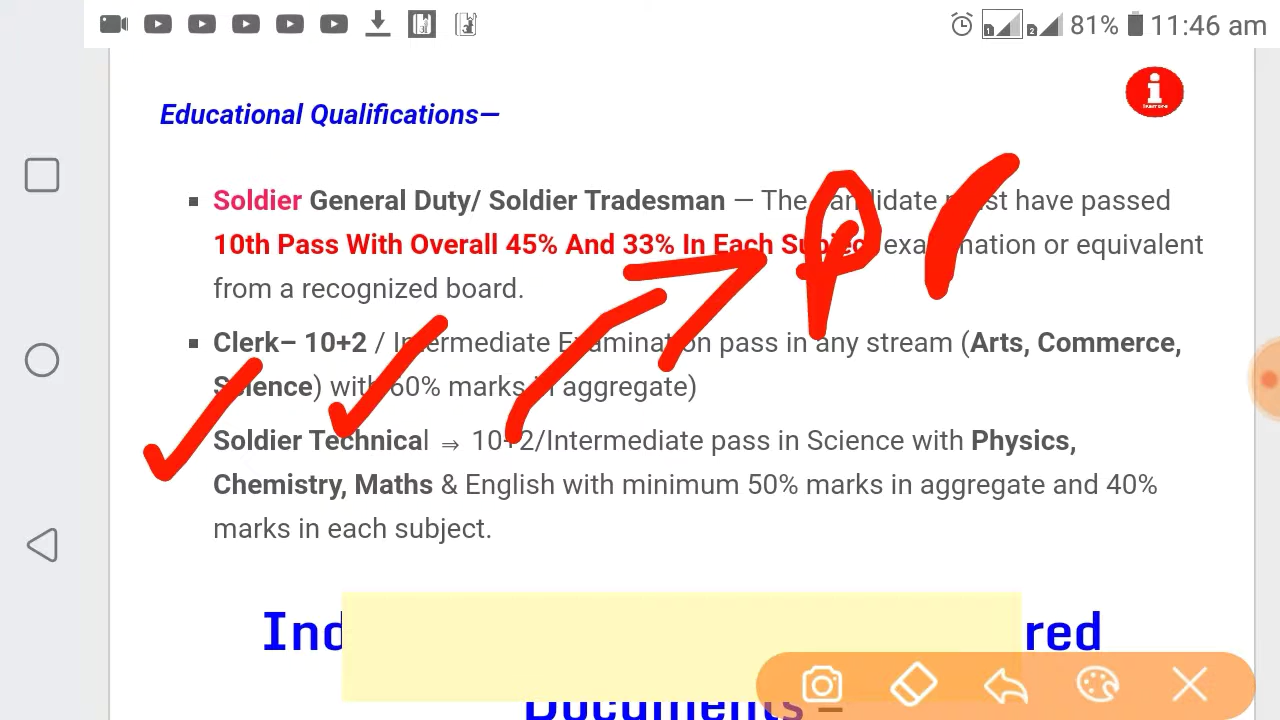 81% 11:46 am
Educational Qualifications—
Soldier General Duty/ Soldier Tradesman — The candidate must have passed
10th Pass With Overall 45% And 33% In Each Subject examination or equivalent
from a recognized board.
Clerk– 10+2 / Intermediate Examination pass in any stream (Arts, Commerce,
Science) with 60% marks in aggregate)
Soldier Technical ⇒ 10+2/Intermediate pass in Science with Physics,
Chemistry, Maths & English with minimum 50% marks in aggregate and 40%
marks in each subject.
Documents –